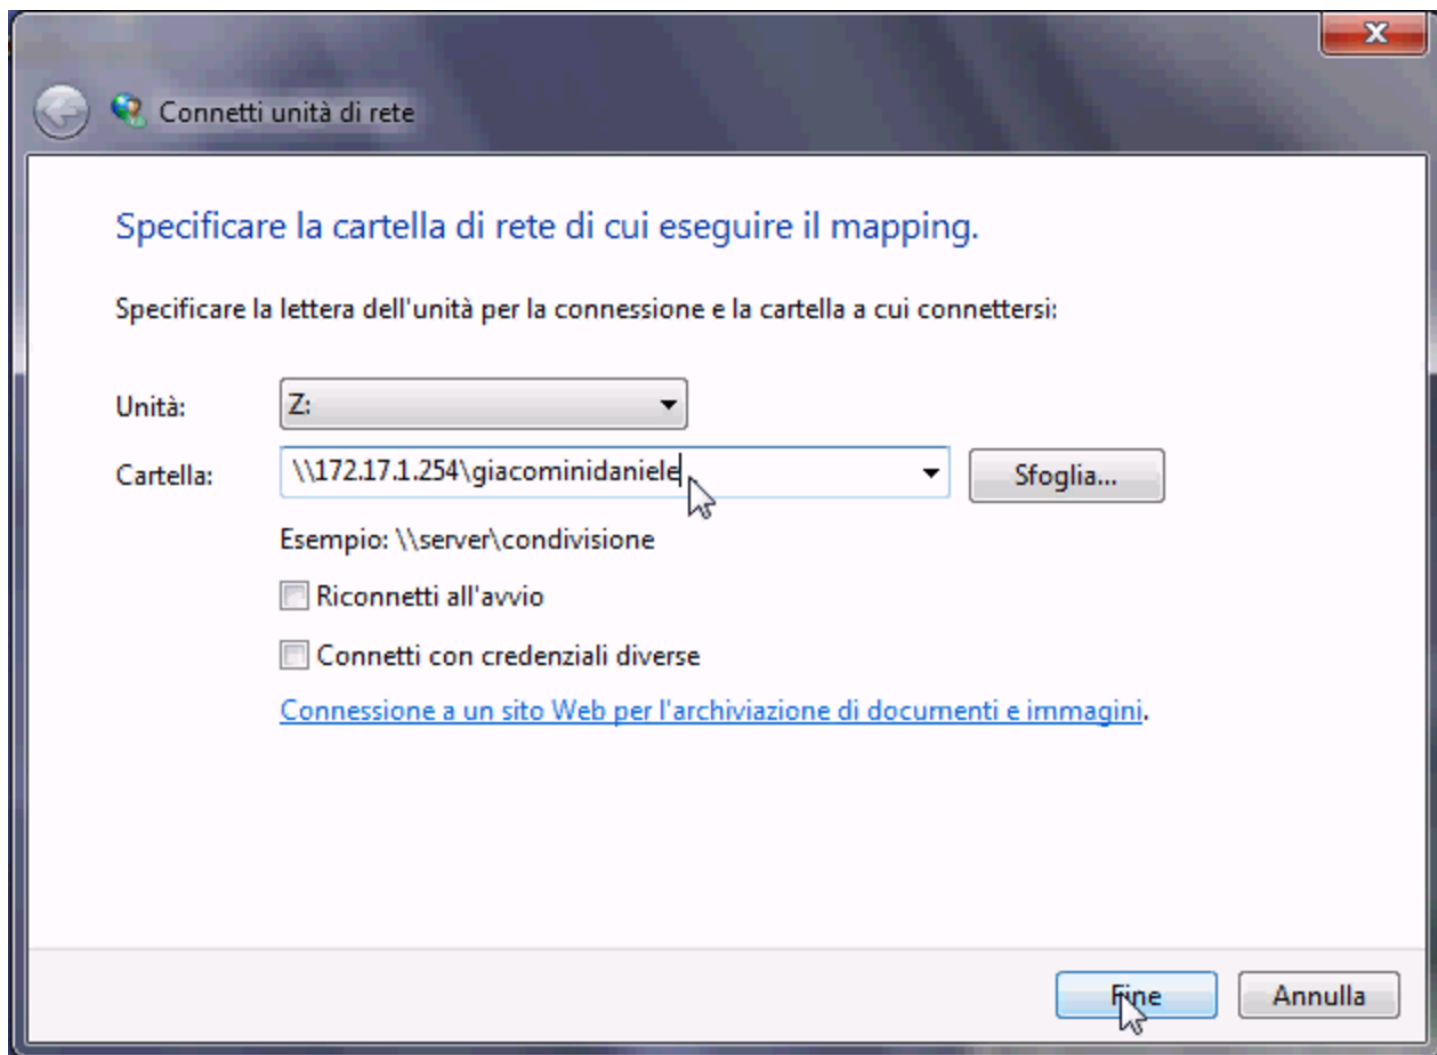 Connetti unità di rete
Specificare la cartella di rete di cui eseguire il mapping.
Specificare la lettera dell'unità per la connessione e la cartella a cui connettersi:
Unità: Z:
Cartella: \\172.17.1.254\giacominidaniele Sfoglia...
Esempio: \\server\condivisione
Riconnetti all'avvio
Connetti con credenziali diverse
Connessione a un sito Web per l'archiviazione di documenti e immagini.
Fine Annulla